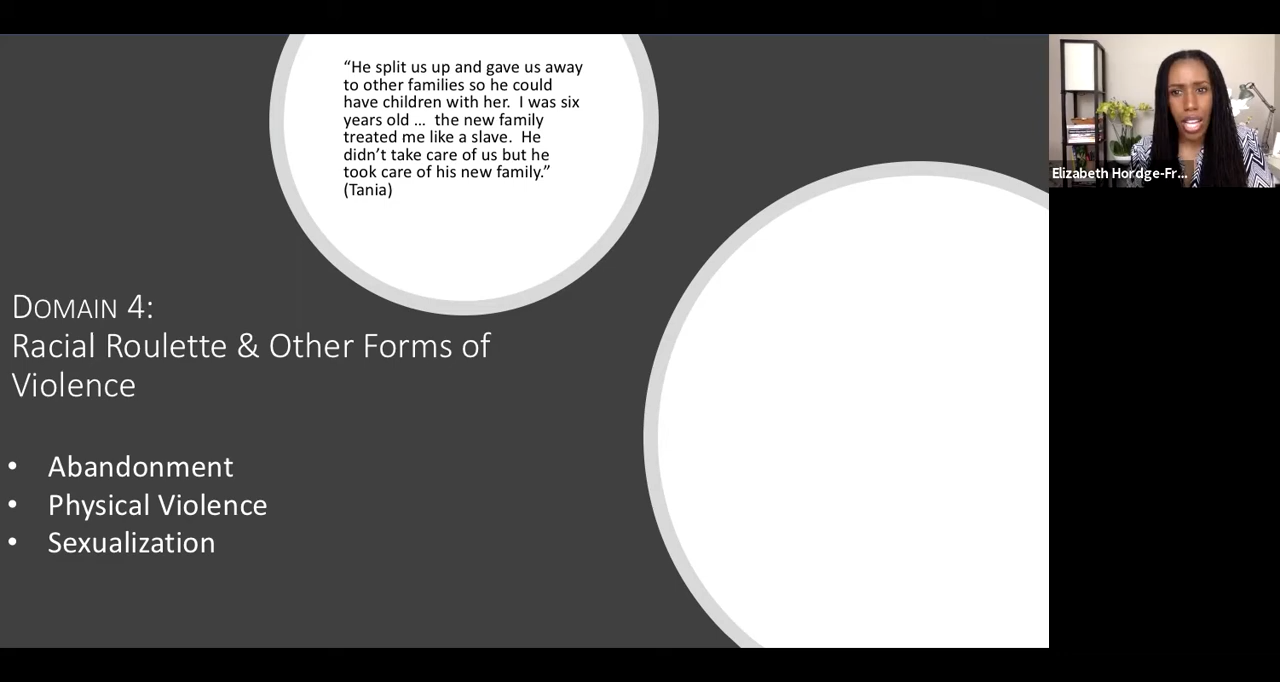 “He split us up and gave us away
to other families so he could
have children with her.  I was six
years old ...  the new family
treated me like a slave.  He
didn’t take care of us but he
took care of his new family.”
(Tania)
Elizabeth Hordge-Fr...
DOMAIN 4:
Racial Roulette & Other Forms of
Violence
• Abandonment
• Physical Violence
• Sexualization